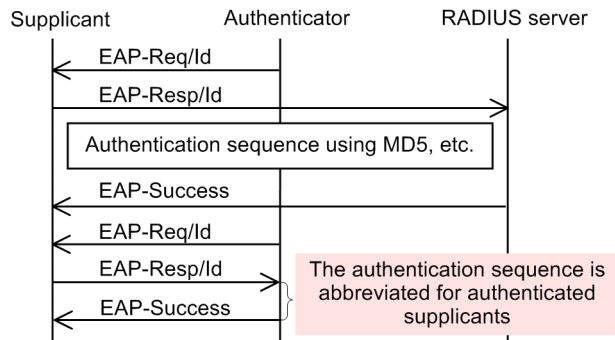 Supplicant Authenticator RADIUS server
EAP-Req/Id
EAP-Resp/Id
Authentication sequence using MD5, etc.
EAP-Success
EAP-Req/Id
EAP-Resp/Id
The authentication sequence is
abbreviated for authenticated
supplicants
EAP-Success